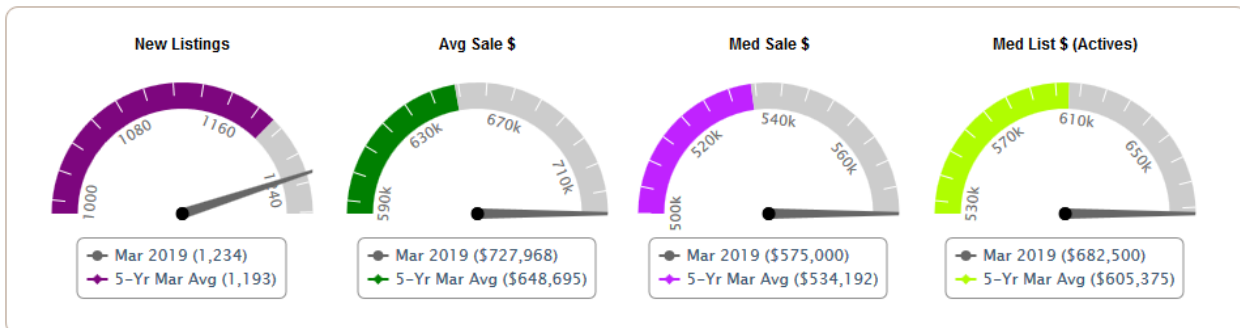 New Listings
1000
1080
1160
1240
Mar 2019 (1,234)
5-Yr Mar Avg (1,193)
Avg Sale $
590k
630k
670k
710k
Mar 2019 ($727,968)
5-Yr Mar Avg ($648,695)
Med Sale $
500k
520k
540k
560k
Mar 2019 ($575,000)
5-Yr Mar Avg ($534,192)
Med List $ (Actives)
530k
570k
610k
650k
Mar 2019 ($682,500)
5-Yr Mar Avg ($605,375)